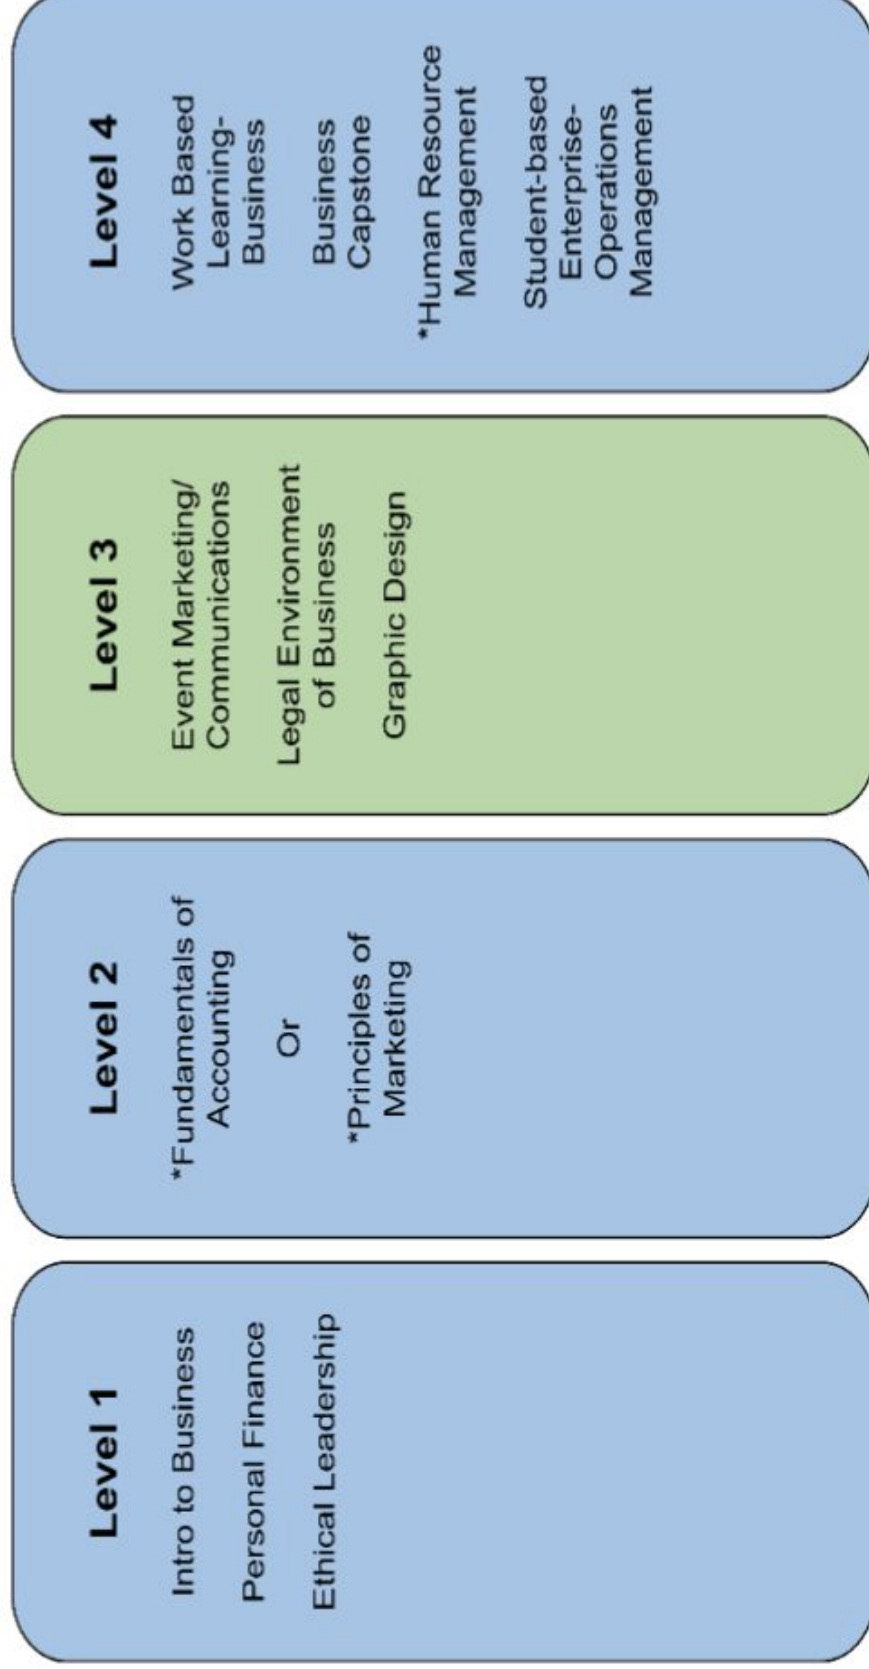 Level 1
Intro to Business
Personal Finance
Ethical Leadership
Level 2
*Fundamentals of
Accounting
Or
*Principles of
Marketing
Level 3
Event Marketing/
Communications
Legal Environment
of Business
Graphic Design
Level 4
Work Based
Learning-
Business
Business
Capstone
*Human Resource
Management
Student-based
Enterprise-
Operations
Management